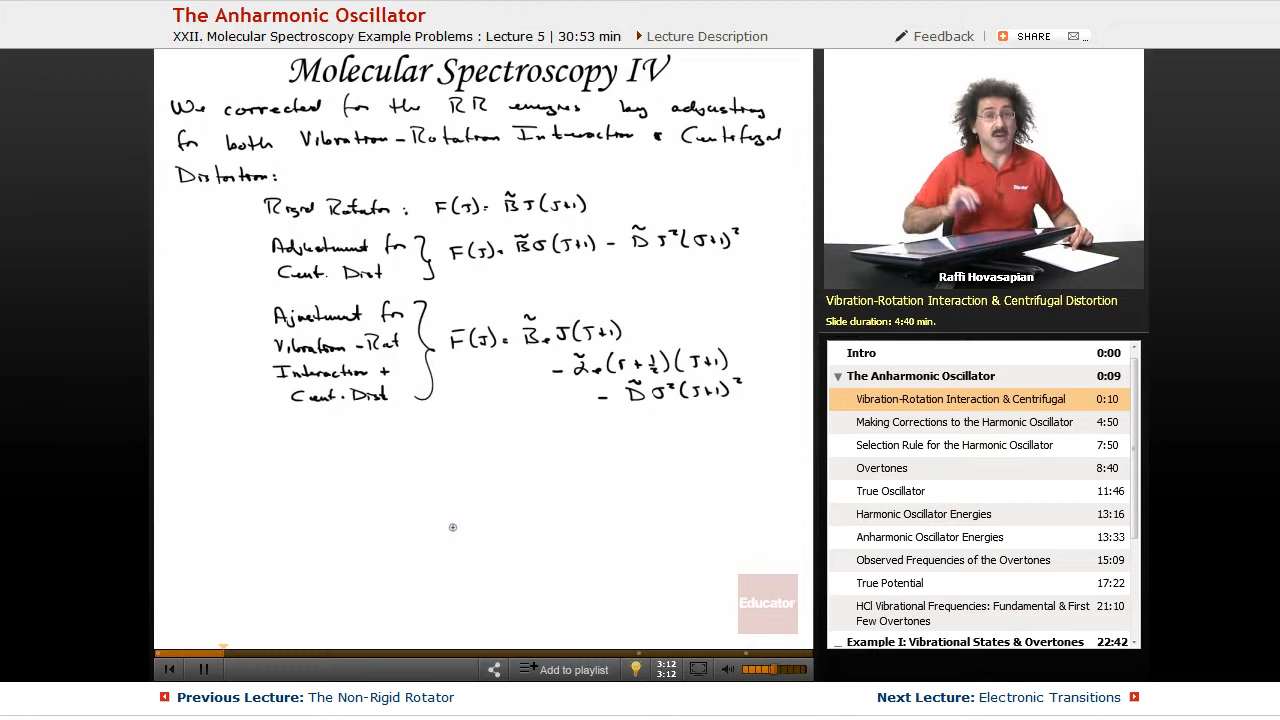 The Anharmonic Oscillator
XXII. Molecular Spectroscopy Example Problems : Lecture 5 | 30:53 min
Lecture Description
Feedback
SHARE
Molecular Spectroscopy IV
We corrected for the RR energies by adjusting
for both Vibration-Rotation Interaction & Centrifugal
Distortion:
Rigid Rotator: F(J) = B̃ J(J+1)
Adjustment for
Cent. Dist
F(J) = B̃ J(J+1) - D̃ J²(J+1)²
Ajustment for
Vibration-Rot
Interaction +
Cent. Dist
F(J) = B̃e J(J+1)
- α̃e (r + 1/2)(J+1)
- D̃ J²(J+1)²
Educator
Raffi Hovasapian
Vibration-Rotation Interaction & Centrifugal Distortion
Slide duration: 4:40 min.
Intro 0:00
The Anharmonic Oscillator 0:09
Vibration-Rotation Interaction & Centrifugal 0:10
Making Corrections to the Harmonic Oscillator 4:50
Selection Rule for the Harmonic Oscillator 7:50
Overtones 8:40
True Oscillator 11:46
Harmonic Oscillator Energies 13:16
Anharmonic Oscillator Energies 13:33
Observed Frequencies of the Overtones 15:09
True Potential 17:22
HCl Vibrational Frequencies: Fundamental & First 21:10
Few Overtones
Example I: Vibrational States & Overtones 22:42
Add to playlist
3:12
3:12
Previous Lecture: The Non-Rigid Rotator
Next Lecture: Electronic Transitions